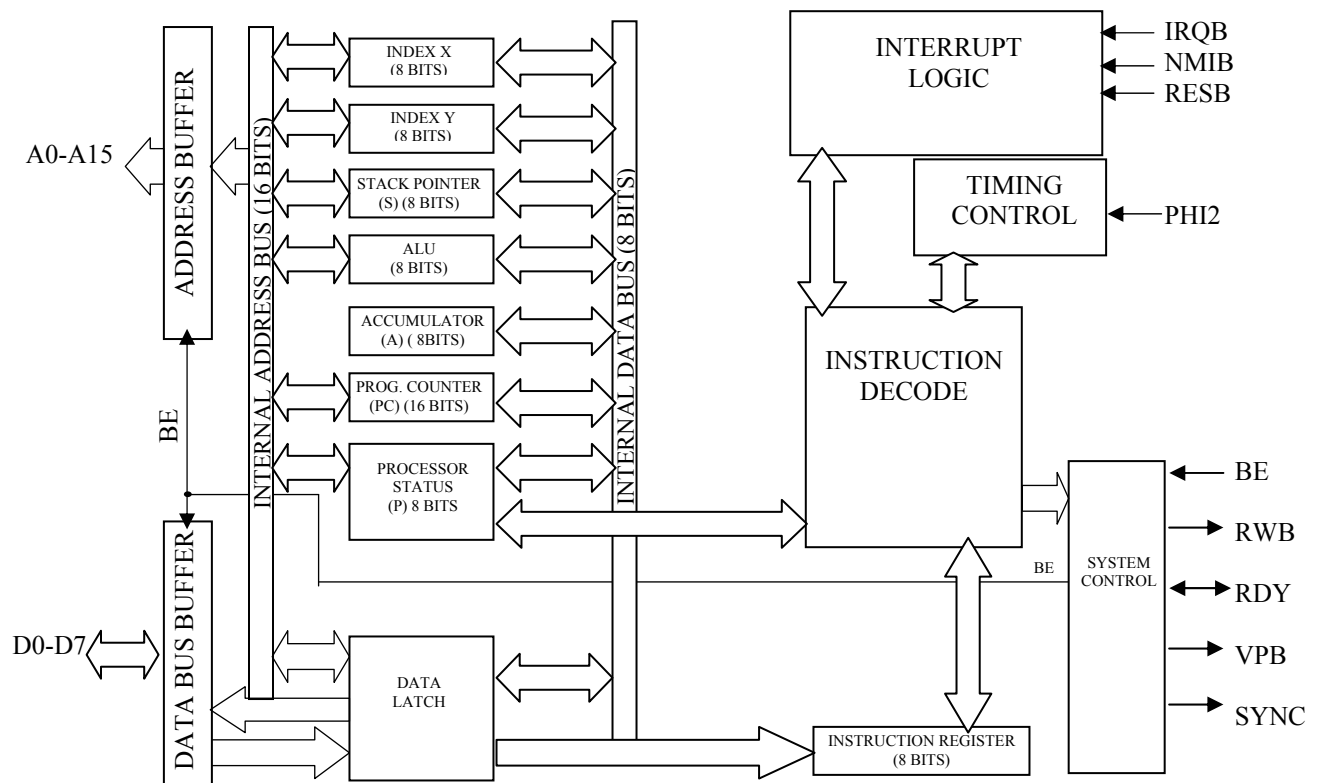 A0-A15
ADDRESS BUFFER
BE
DATA BUS BUFFER
D0-D7
INTERNAL ADDRESS BUS (16 BITS)
INDEX X
(8 BITS)
INDEX Y
(8 BITS)
STACK POINTER
(S) (8 BITS)
ALU
(8 BITS)
ACCUMULATOR
(A) ( 8BITS)
PROG. COUNTER
(PC) (16 BITS)
PROCESSOR
STATUS
(P) 8 BITS
DATA
LATCH
INTERNAL DATA BUS (8 BITS)
INTERRUPT
LOGIC
IRQB
NMIB
RESB
TIMING
CONTROL
PHI2
INSTRUCTION
DECODE
BE
SYSTEM
CONTROL
BE
RWB
RDY
VPB
SYNC
INSTRUCTION REGISTER
(8 BITS)